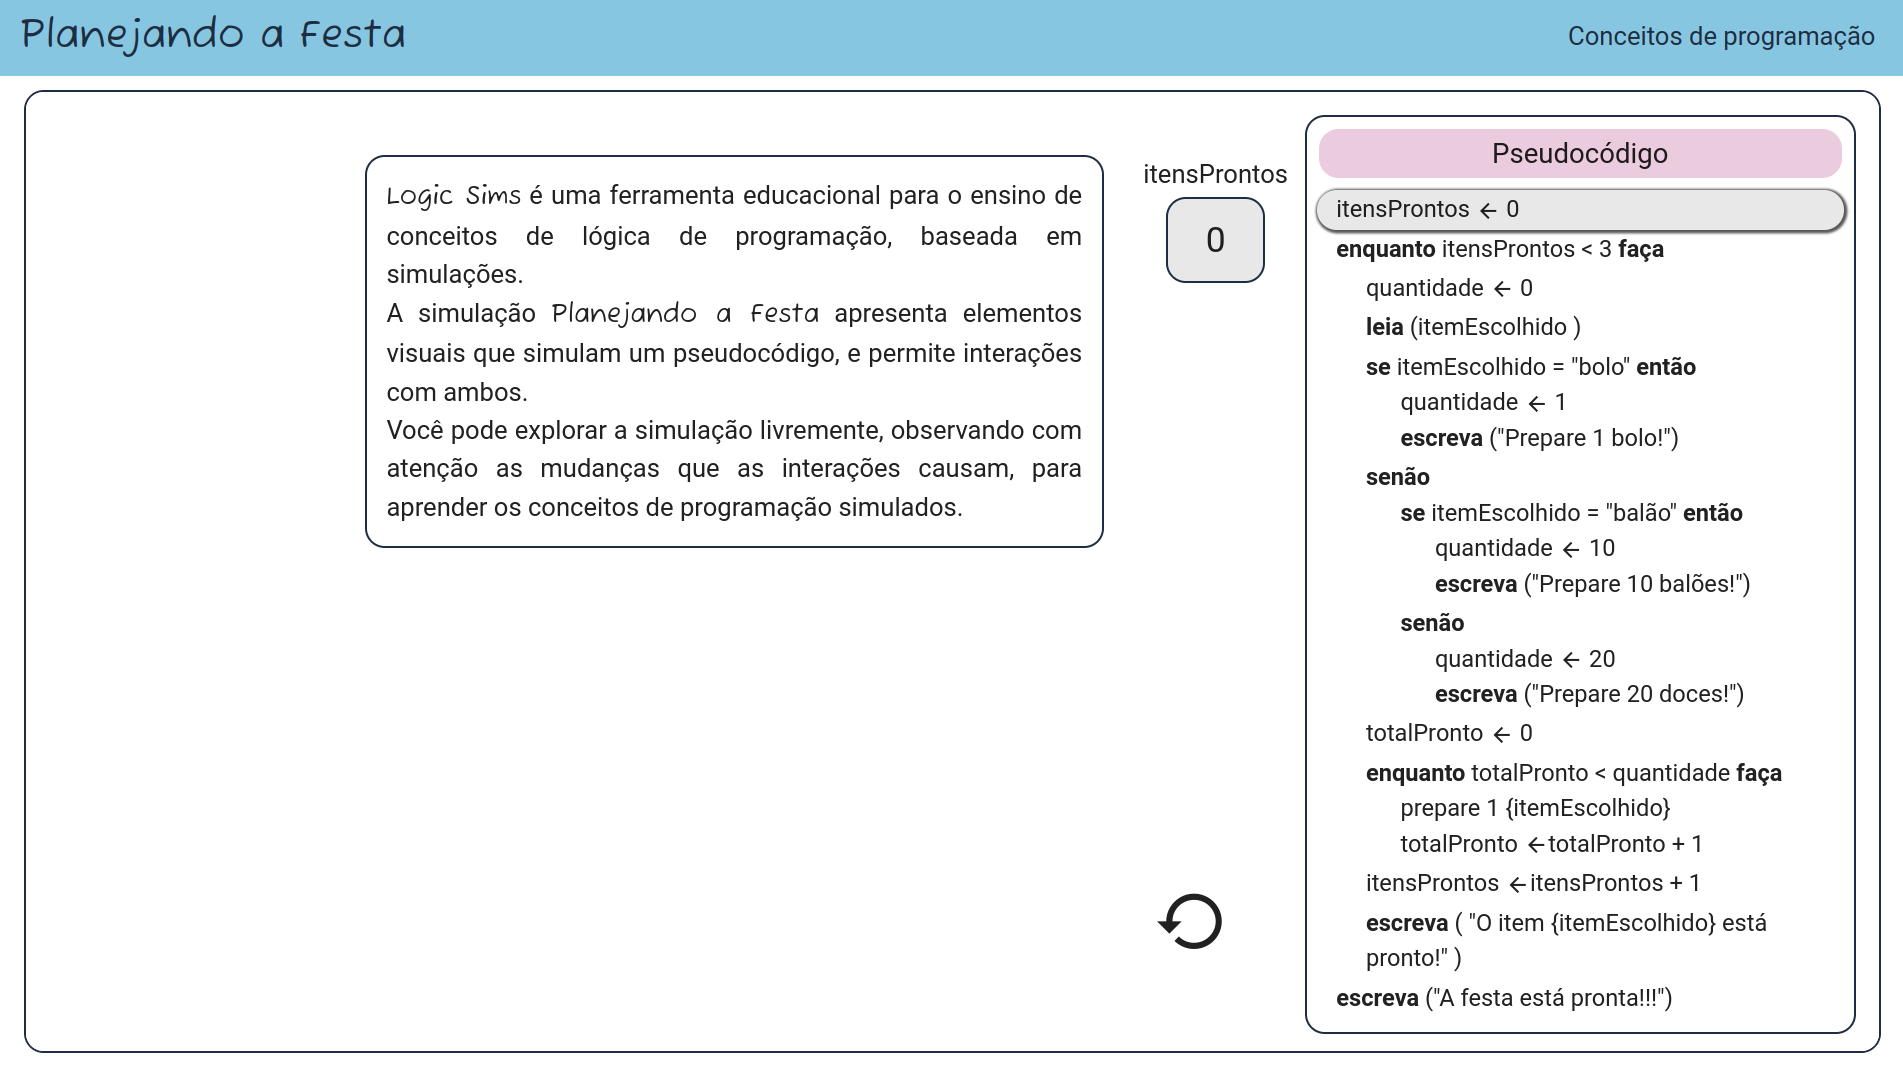 Planejando a Festa
Conceitos de programação
Logic Sims é uma ferramenta educacional para o ensino de
conceitos de lógica de programação, baseada em
simulações.
A simulação Planejando a Festa apresenta elementos
visuais que simulam um pseudocódigo, e permite interações
com ambos.
Você pode explorar a simulação livremente, observando com
atenção as mudanças que as interações causam, para
aprender os conceitos de programação simulados.
itensProntos
0
Pseudocódigo
itensProntos ← 0
enquanto itensProntos < 3 faça
quantidade ← 0
leia (itemEscolhido )
se itemEscolhido = "bolo" então
quantidade ← 1
escreva ("Prepare 1 bolo!")
senão
se itemEscolhido = "balão" então
quantidade ← 10
escreva ("Prepare 10 balões!")
senão
quantidade ← 20
escreva ("Prepare 20 doces!")
totalPronto ← 0
enquanto totalPronto < quantidade faça
prepare 1 {itemEscolhido}
totalPronto ←totalPronto + 1
itensProntos ←itensProntos + 1
escreva ( "O item {itemEscolhido} está
pronto!" )
escreva ("A festa está pronta!!!")